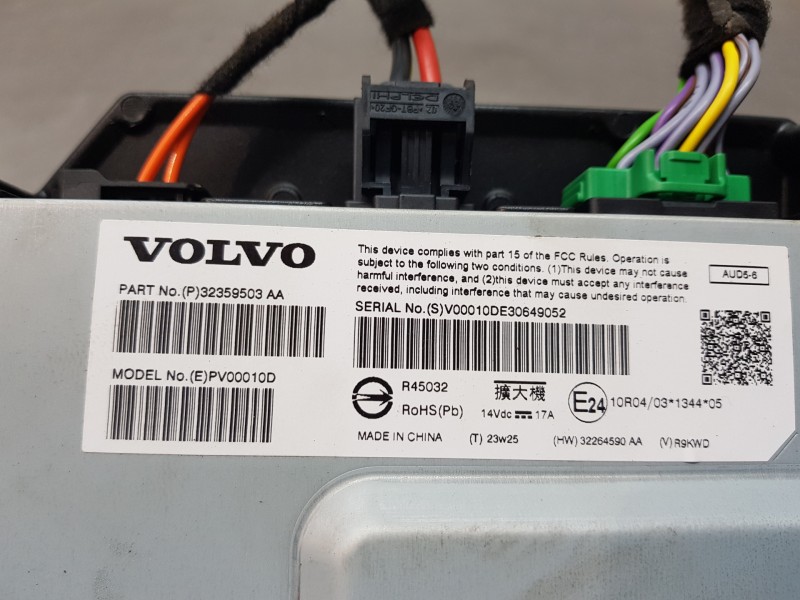 DELPHI
VOLVO
PART No.(P)32359503 AA
MODEL No.(E)PV00010D
This device complies with part 15 of the FCC Rules. Operation is
subject to the following two conditions. (1)This device may not cause
harmful interference, and (2)this device must accept any interference
received, including interference that may cause undesired operation.
SERIAL No.(S)V00010DE30649052
AUD5-6
R45032
RoHS(Pb)
擴大機
14Vdc 17A
E24
10R04/03*1344*05
MADE IN CHINA (T) 23w25 (HW) 32264590 AA (V) R9KWD